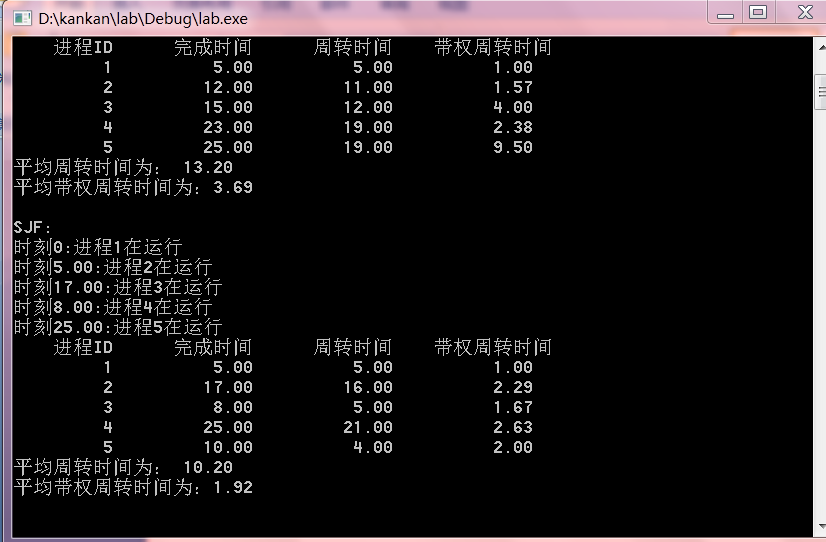 D:\kankan\lab\Debug\lab.exe
进程ID 完成时间 周转时间 带权周转时间
1 5.00 5.00 1.00
2 12.00 11.00 1.57
3 15.00 12.00 4.00
4 23.00 19.00 2.38
5 25.00 19.00 9.50
平均周转时间为： 13.20
平均带权周转时间为：3.69
SJF:
时刻0:进程1在运行
时刻5.00:进程2在运行
时刻17.00:进程3在运行
时刻8.00:进程4在运行
时刻25.00:进程5在运行
进程ID 完成时间 周转时间 带权周转时间
1 5.00 5.00 1.00
2 17.00 16.00 2.29
3 8.00 5.00 1.67
4 25.00 21.00 2.63
5 10.00 4.00 2.00
平均周转时间为： 10.20
平均带权周转时间为：1.92